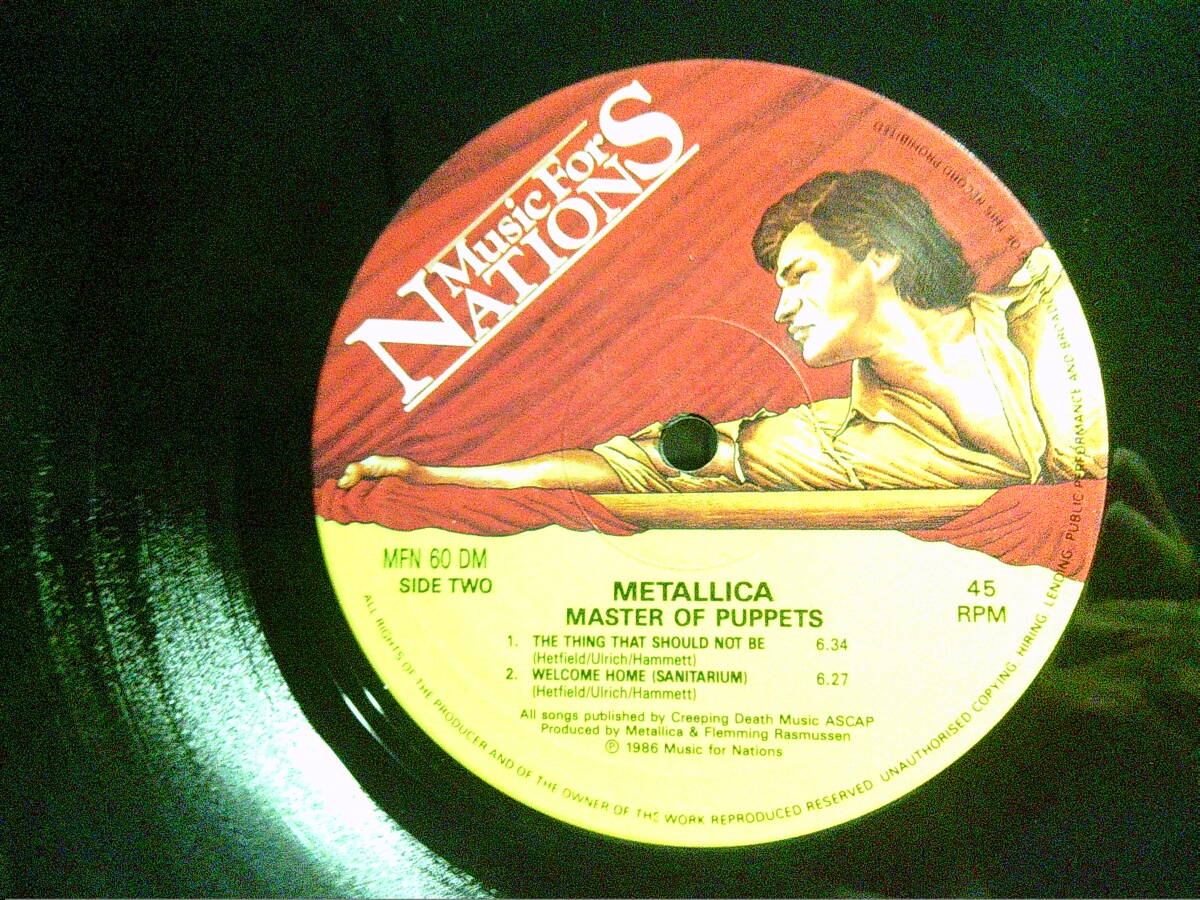 Music For
NATIONS
MFN 60 DM
SIDE TWO
45
RPM
METALLICA
MASTER OF PUPPETS
1. THE THING THAT SHOULD NOT BE 6.34
(Hetfield/Ulrich/Hammett)
2. WELCOME HOME (SANITARIUM) 6.27
(Hetfield/Ulrich/Hammett)
All songs published by Creeping Death Music ASCAP
Produced by Metallica & Flemming Rasmussen
℗ 1986 Music for Nations
ALL RIGHTS OF THE PRODUCER AND OF THE OWNER OF THE WORK REPRODUCED RESERVED UNAUTHORISED COPYING HIRING LENDING PUBLIC PERFORMANCE AND OF THIS RECORD PROHIBITED